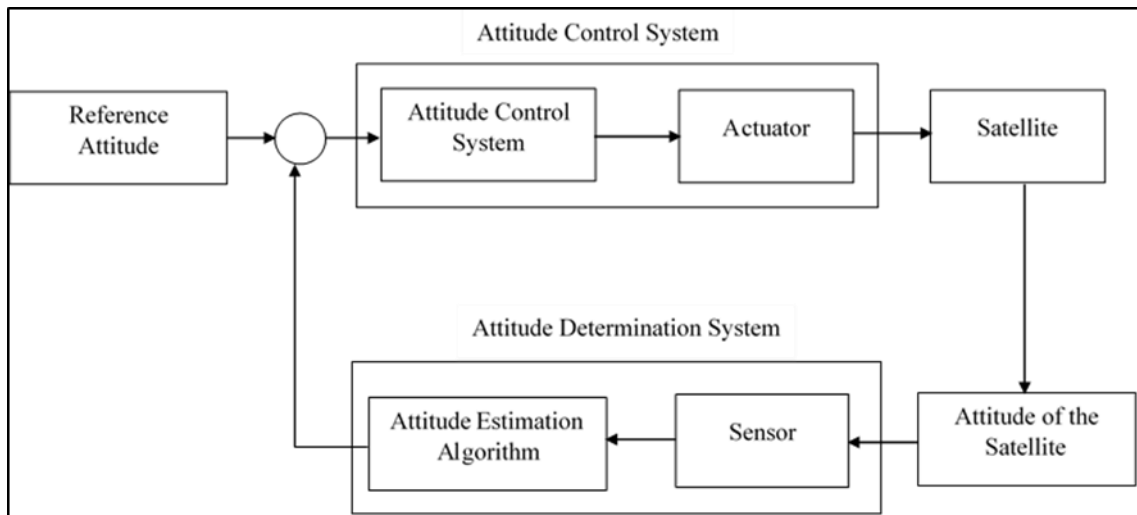 Attitude Control System
Reference
Attitude
Attitude Control
System
Actuator
Satellite
Attitude Determination System
Attitude Estimation
Algorithm
Sensor
Attitude of the
Satellite